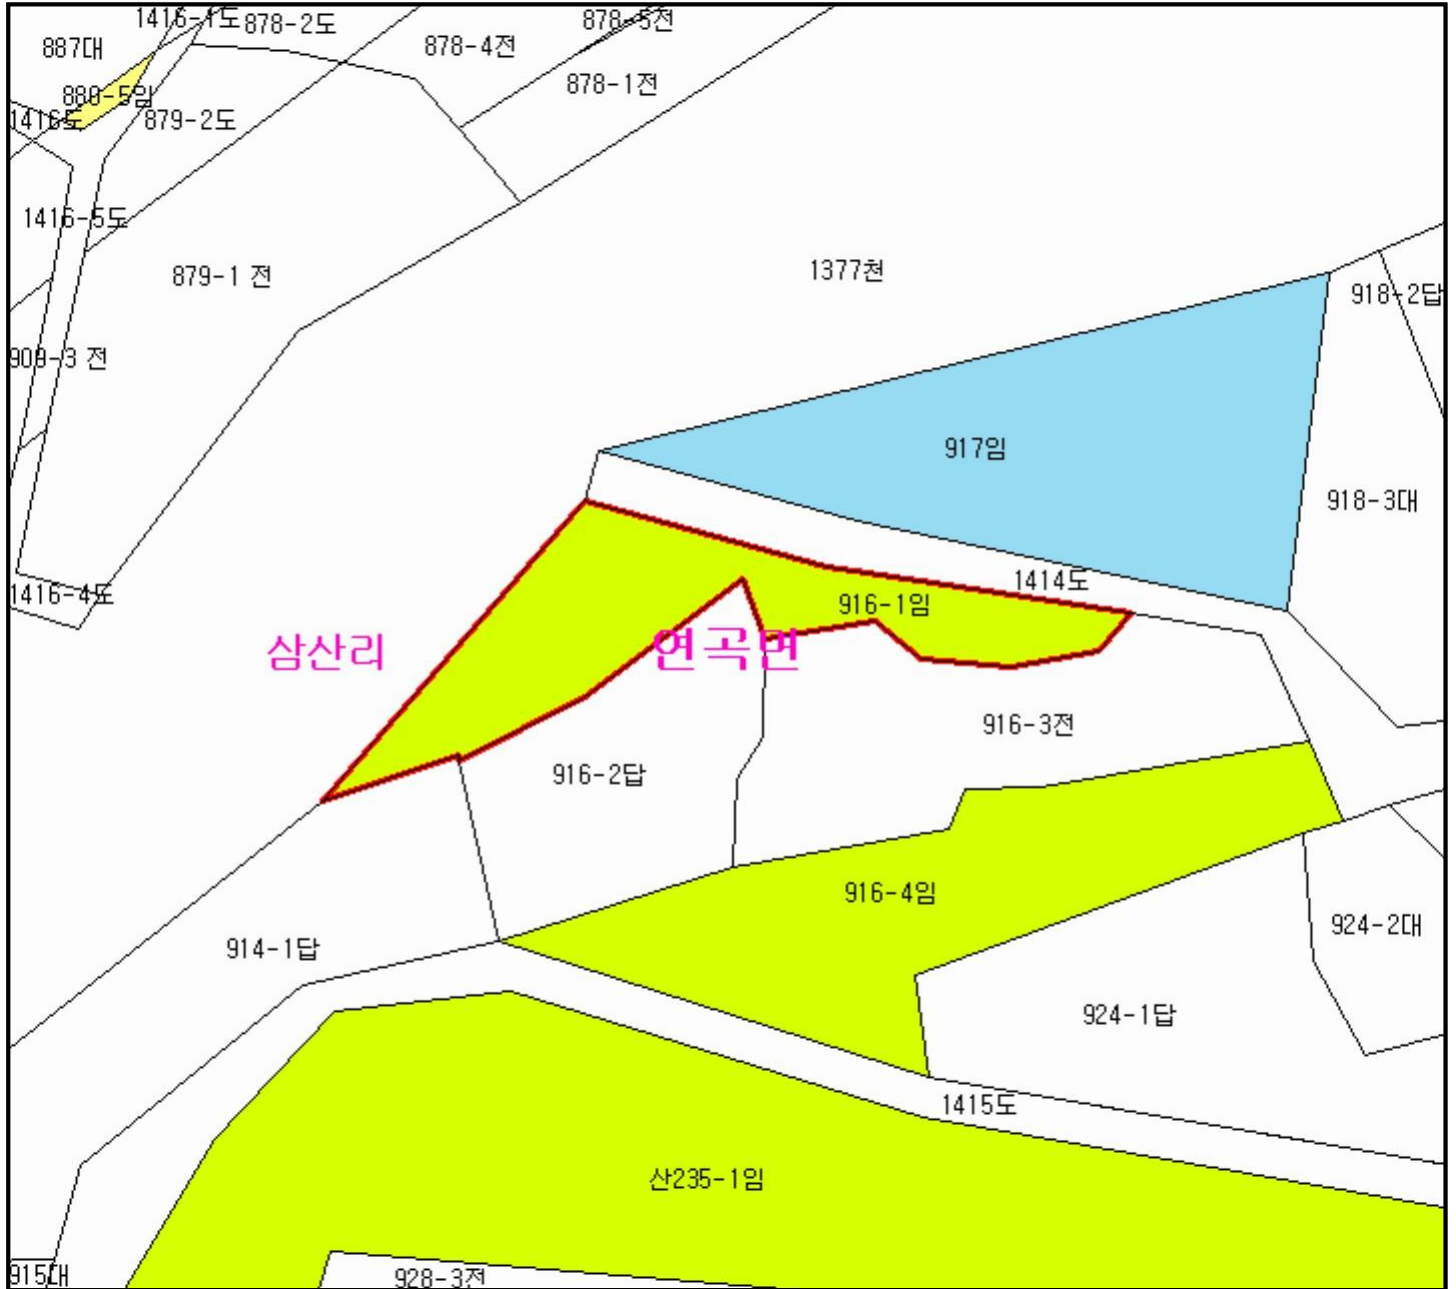 1416-1도
878-2도
878-5전
887대
878-4전
878-1전
880-5임
1416도
879-2도
1416-5도
879-1 전
1377천
918-2답
909-3 전
917임
918-3대
1416-4도
1414도
916-1임
삼산리
연곡면
916-3전
916-2답
916-4임
914-1답
924-2대
924-1답
1415도
산235-1임
915대
928-3전